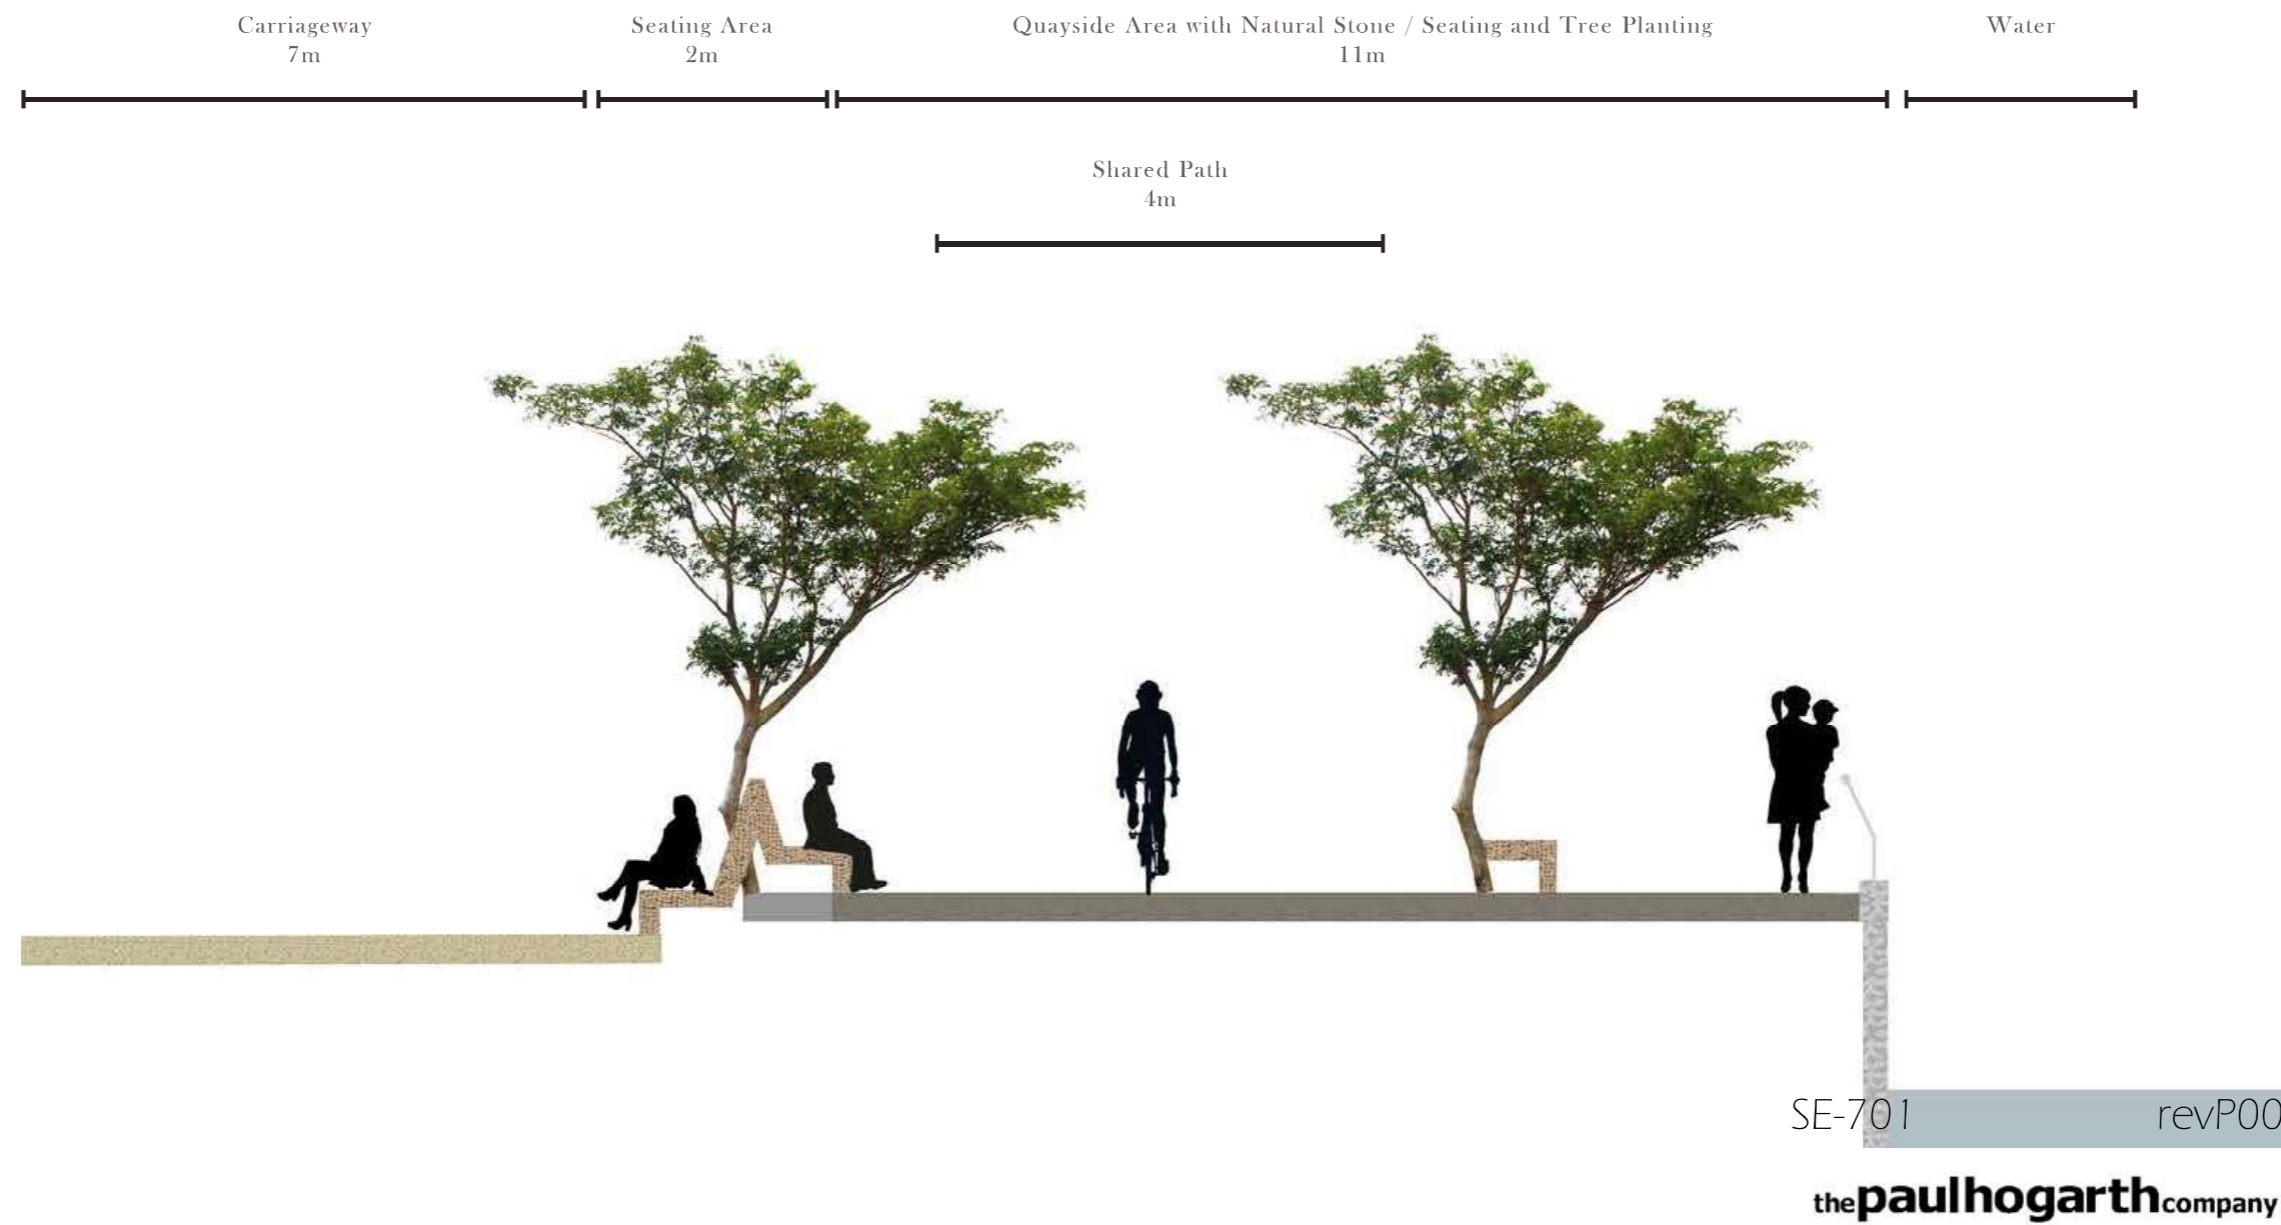 Carriageway
7m
Seating Area
2m
Quayside Area with Natural Stone / Seating and Tree Planting
11m
Water
Shared Path
4m
SE-701
revP00
thepaulhogarthcompany